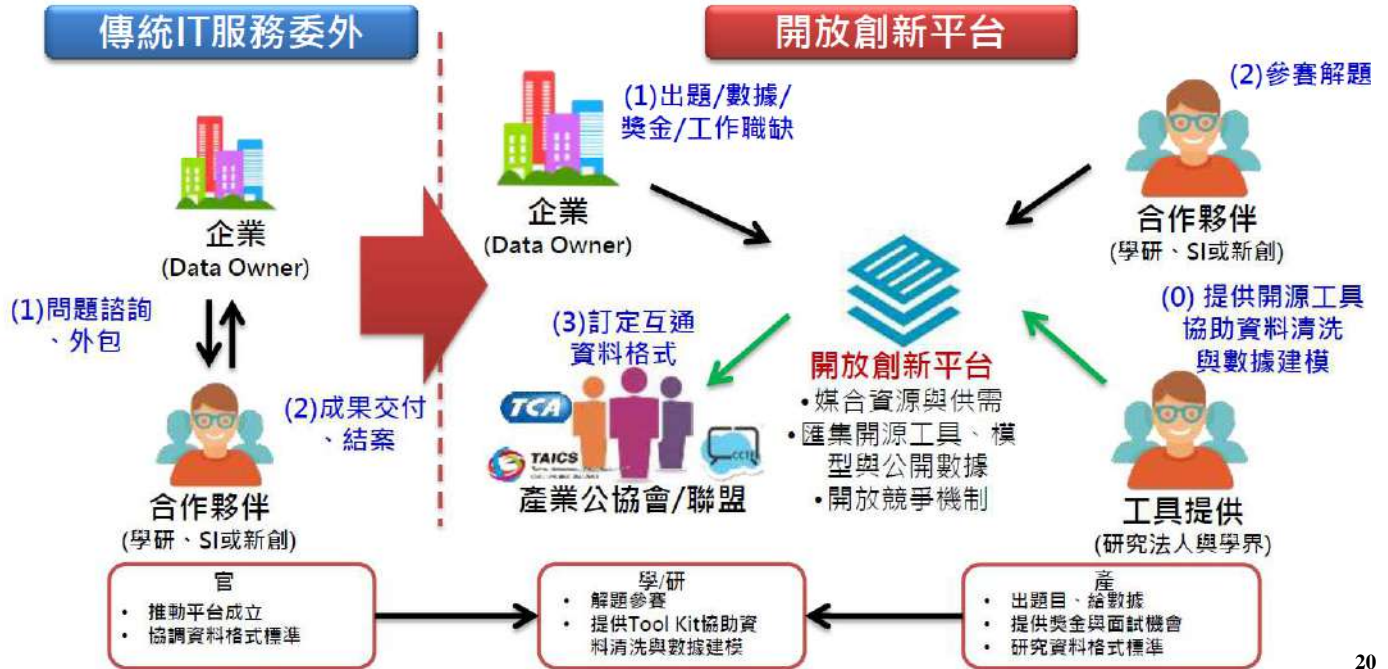 傳統IT服務委外
企業
(Data Owner)
(1)問題諮詢
、外包
(2)成果交付
、結案
合作夥伴
(學研、SI或新創)
開放創新平台
(1)出題/數據/
獎金/工作職缺
企業
(Data Owner)
(2)參賽解題
合作夥伴
(學研、SI或新創)
(0) 提供開源工具
協助資料清洗
與數據建模
工具提供
(研究法人與學界)
(3)訂定互通
資料格式
TCA
TAICS
產業公協會/聯盟
開放創新平台
•媒合資源與供需
•匯集開源工具、模
型與公開數據
•開放競爭機制
官
• 推動平台成立
• 協調資料格式標準
學/研
• 解題參賽
• 提供Tool Kit協助資
料清洗與數據建模
產
• 出題目、給數據
• 提供獎金與面試機會
• 研究資料格式標準
20